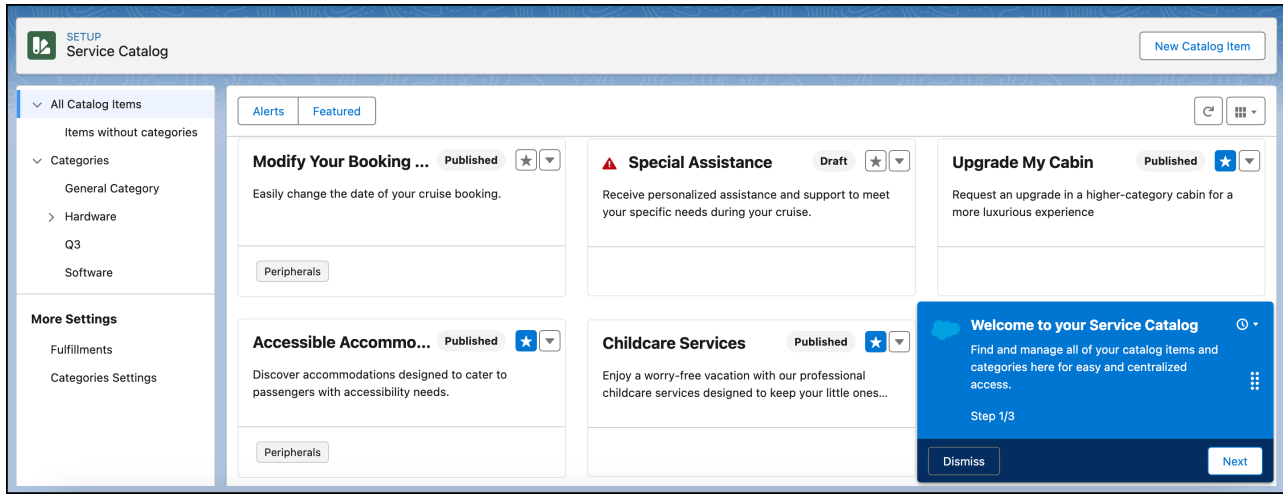 SETUP
Service Catalog
New Catalog Item
All Catalog Items
Items without categories
Categories
General Category
Hardware
Q3
Software
More Settings
Fulfillments
Categories Settings
Alerts
Featured
Modify Your Booking ...
Published
Easily change the date of your cruise booking.
Peripherals
Special Assistance
Draft
Receive personalized assistance and support to meet
your specific needs during your cruise.
Upgrade My Cabin
Published
Request an upgrade in a higher-category cabin for a
more luxurious experience
Accessible Accommo...
Published
Discover accommodations designed to cater to
passengers with accessibility needs.
Peripherals
Childcare Services
Published
Enjoy a worry-free vacation with our professional
childcare services designed to keep your little ones...
Welcome to your Service Catalog
Find and manage all of your catalog items and
categories here for easy and centralized
access.
Step 1/3
Dismiss
Next